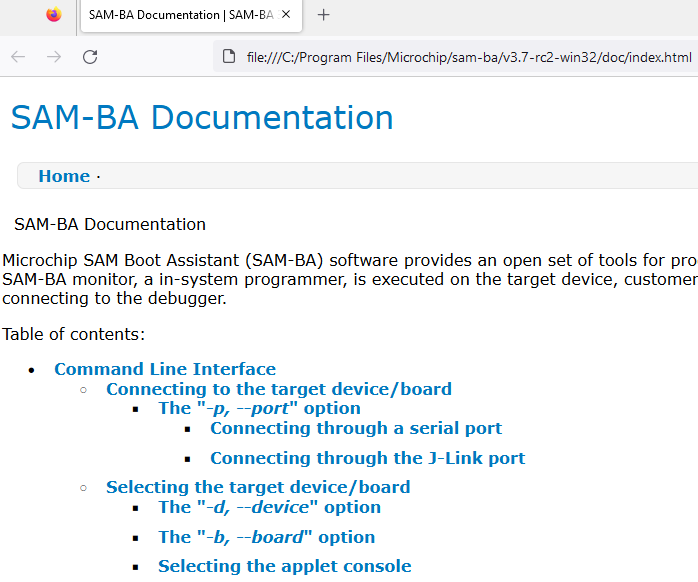 SAM-BA Documentation | SAM-BA
file:///C:/Program Files/Microchip/sam-ba/v3.7-rc2-win32/doc/index.html
SAM-BA Documentation
Home ·
SAM-BA Documentation
Microchip SAM Boot Assistant (SAM-BA) software provides an open set of tools for pro
SAM-BA monitor, a in-system programmer, is executed on the target device, customer
connecting to the debugger.
Table of contents:
Command Line Interface
Connecting to the target device/board
The "-p, --port" option
Connecting through a serial port
Connecting through the J-Link port
Selecting the target device/board
The "-d, --device" option
The "-b, --board" option
Selecting the applet console